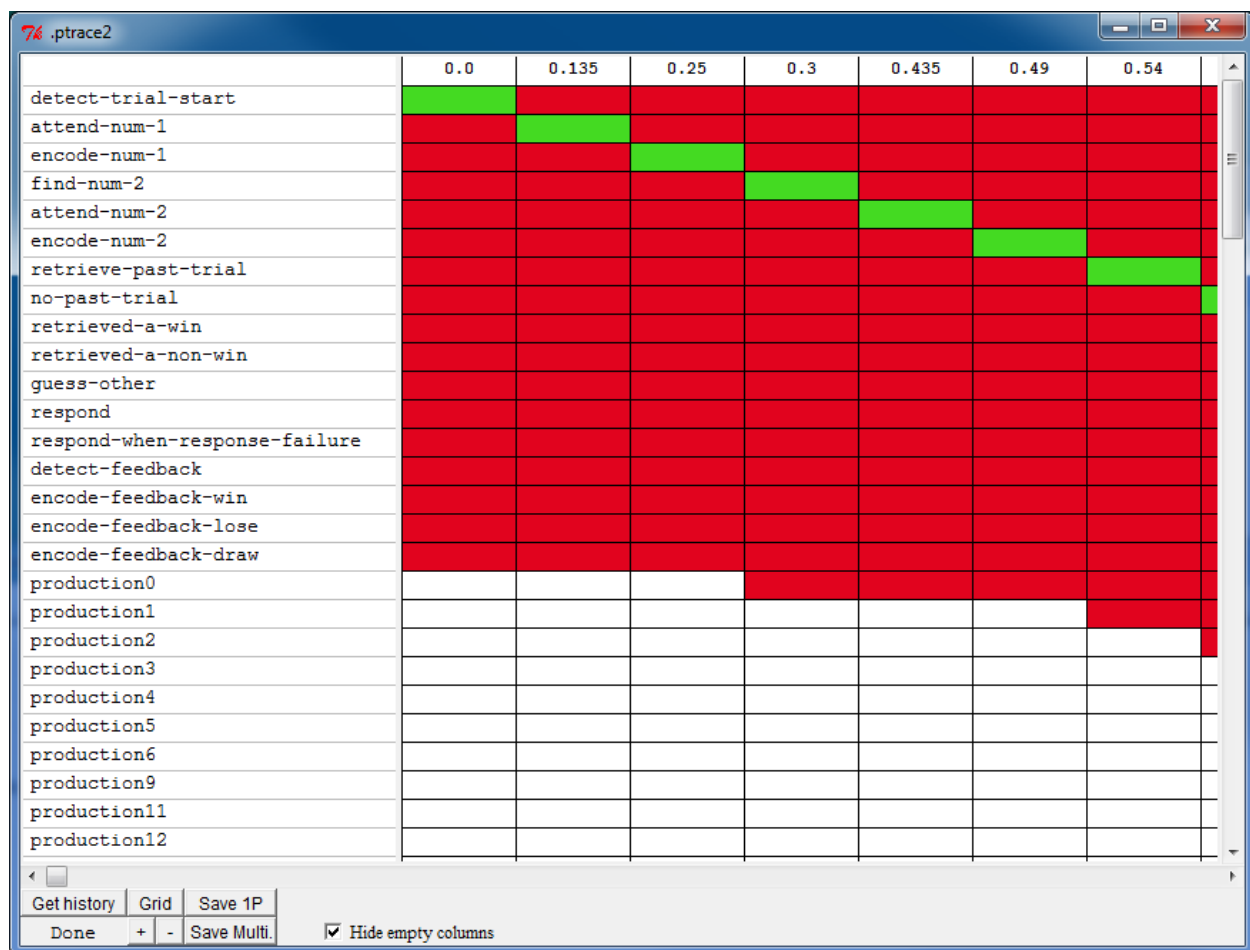 .ptrace2
0.0 0.135 0.25 0.3 0.435 0.49 0.54
detect-trial-start
attend-num-1
encode-num-1
find-num-2
attend-num-2
encode-num-2
retrieve-past-trial
no-past-trial
retrieved-a-win
retrieved-a-non-win
guess-other
respond
respond-when-response-failure
detect-feedback
encode-feedback-win
encode-feedback-lose
encode-feedback-draw
production0
production1
production2
production3
production4
production5
production6
production9
production11
production12
Get history Grid Save 1P
Done + - Save Multi. Hide empty columns